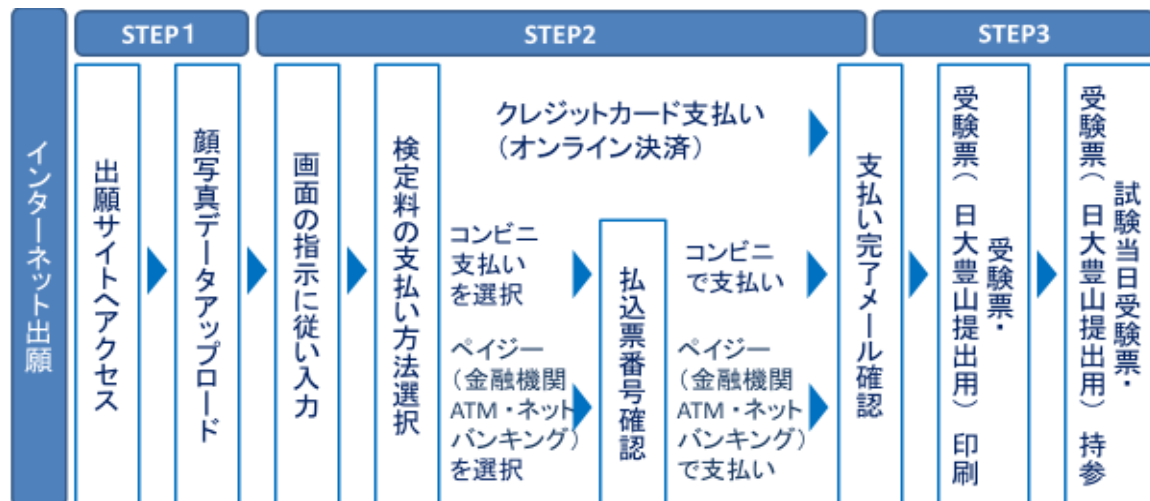 インターネット出願
STEP1
STEP2
STEP3
出願サイトへアクセス
顔写真データアップロード
画面の指示に従い入力
検定料の支払い方法選択
クレジットカード支払い
（オンライン決済）
コンビニ
支払い
を選択
ペイジー
（金融機関
ATM・ネット
バンキング）
を選択
払込票番号確認
コンビニ
で支払い
ペイジー
（金融機関
ATM・ネット
バンキング）
で支払い
支払い完了メール確認
受験票・
受験票（日大豊山提出用）　印刷
試験当日受験票・
受験票（日大豊山提出用）　持参